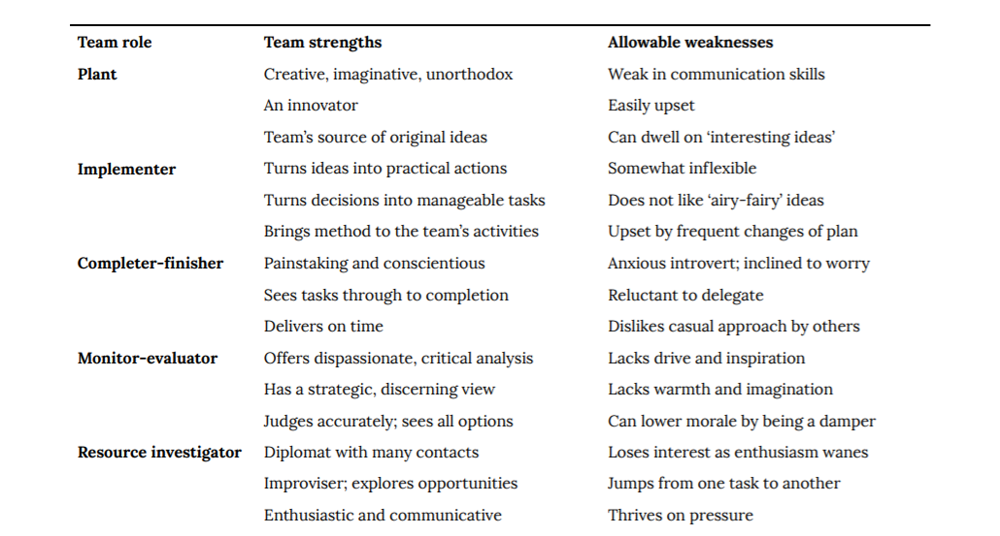 Team role Team strengths Allowable weaknesses
Plant Creative, imaginative, unorthodox Weak in communication skills
An innovator Easily upset
Team’s source of original ideas Can dwell on ‘interesting ideas’
Implementer Turns ideas into practical actions Somewhat inflexible
Turns decisions into manageable tasks Does not like ‘airy-fairy’ ideas
Brings method to the team’s activities Upset by frequent changes of plan
Completer-finisher Painstaking and conscientious Anxious introvert; inclined to worry
Sees tasks through to completion Reluctant to delegate
Delivers on time Dislikes casual approach by others
Monitor-evaluator Offers dispassionate, critical analysis Lacks drive and inspiration
Has a strategic, discerning view Lacks warmth and imagination
Judges accurately; sees all options Can lower morale by being a damper
Resource investigator Diplomat with many contacts Loses interest as enthusiasm wanes
Improviser; explores opportunities Jumps from one task to another
Enthusiastic and communicative Thrives on pressure